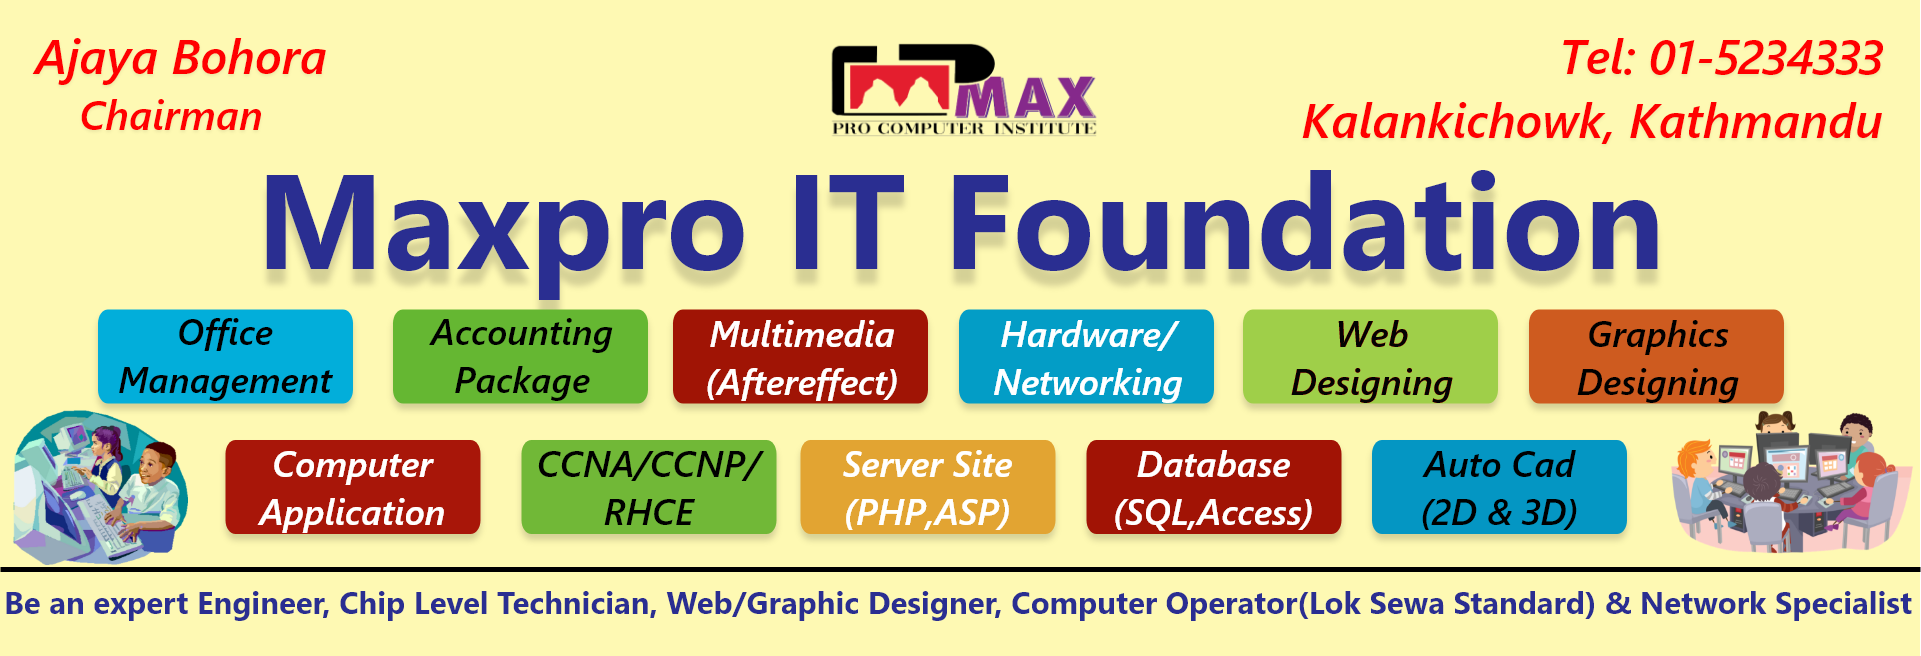 Ajaya Bohora
Chairman
MAX
PRO COMPUTER INSTITUTE
Tel: 01-5234333
Kalankichowk, Kathmandu
Maxpro IT Foundation
Office
Management
Accounting
Package
Multimedia
(Aftereffect)
Hardware/
Networking
Web
Designing
Graphics
Designing
Computer
Application
CCNA/CCNP/
RHCE
Server Site
(PHP,ASP)
Database
(SQL,Access)
Auto Cad
(2D & 3D)
Be an expert Engineer, Chip Level Technician, Web/Graphic Designer, Computer Operator(Lok Sewa Standard) & Network Specialist